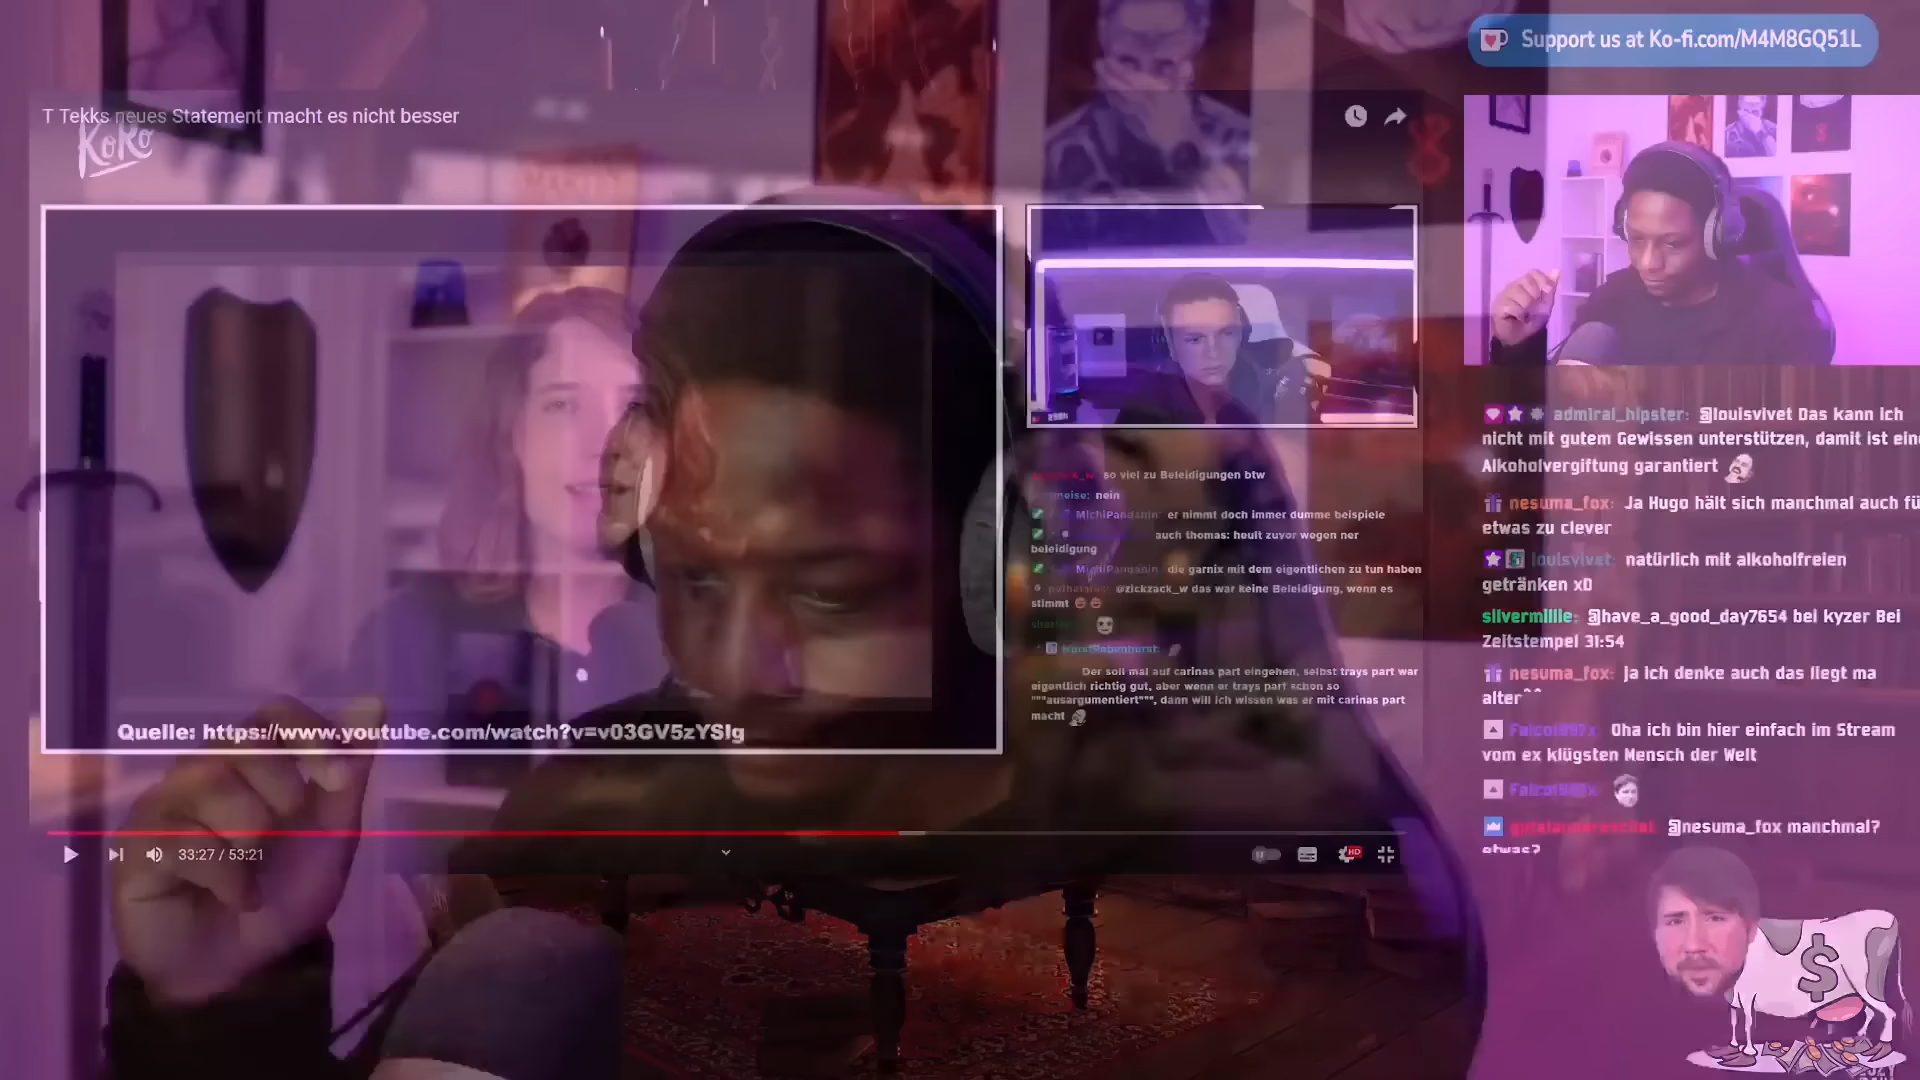 Support us at Ko-fi.com/M4M8GQ51L
T Tekks neues Statement macht es nicht besser
KoRo
Quelle: https://www.youtube.com/watch?v=v03GV5zYSIg
33:27 / 53:21
HD
so viel zu Beleidigungen btw
nein
MichiPandanin: er nimmt doch immer dumme beispiele
auch thomas: heult zuvor wegen ner
beleidigung
MichiPandanin: die garnix mit dem eigentlichen zu tun haben
@zickzack_w das war keine Beleidigung, wenn es
stimmt
Der soll mal auf carinas part eingehen, selbst trays part war
eigentlich richtig gut, aber wenn er trays part schon so
"""ausargumentiert""", dann will ich wissen was er mit carinas part
macht
admiral_hipster: @louisvivet Das kann ich
nicht mit gutem Gewissen unterstützen, damit ist eine
Alkoholvergiftung garantiert
nesuma_fox: Ja Hugo hält sich manchmal auch fü
etwas zu clever
louisvivet: natürlich mit alkoholfreien
getränken xD
silvermillie: @have_a_good_day7654 bei kyzer Bei
Zeitstempel 31:54
nesuma_fox: ja ich denke auch das liegt ma
alter^^
Oha ich bin hier einfach im Stream
vom ex klügsten Mensch der Welt
@nesuma_fox manchmal?
etwas?
$